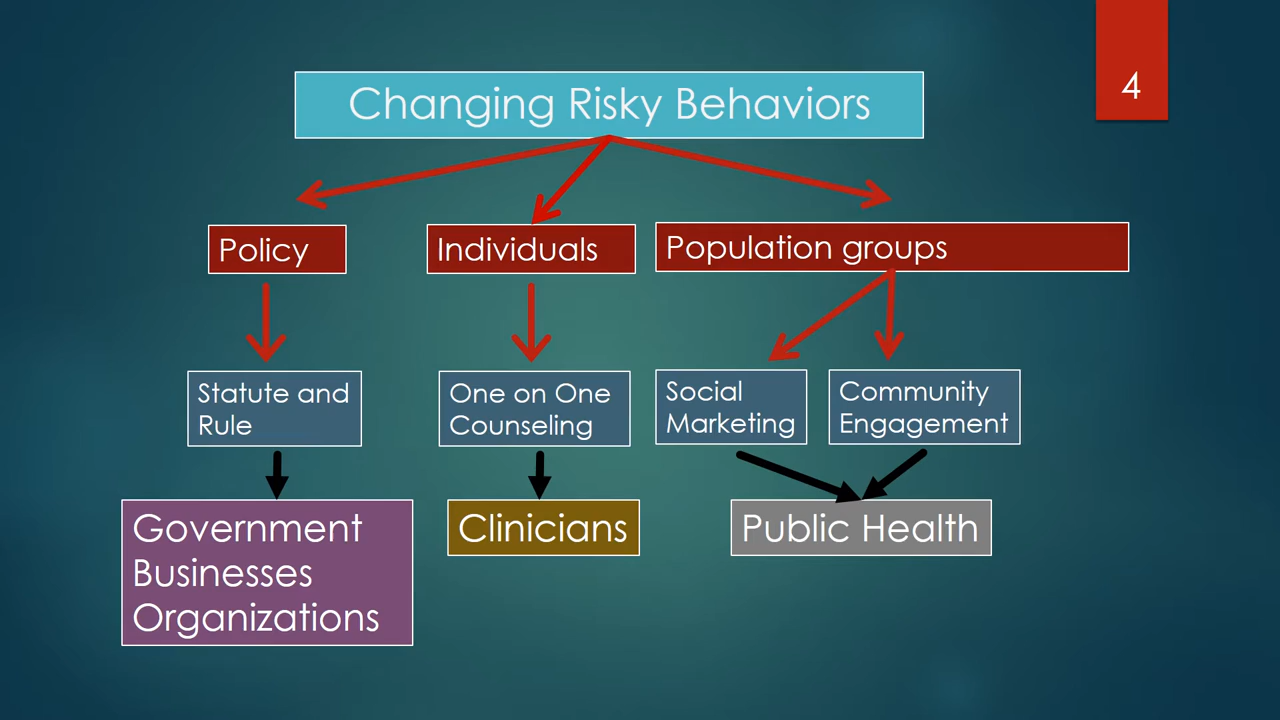 4
Changing Risky Behaviors
Policy
Individuals
Population groups
Statute and
Rule
One on One
Counseling
Social
Marketing
Community
Engagement
Government
Businesses
Organizations
Clinicians
Public Health